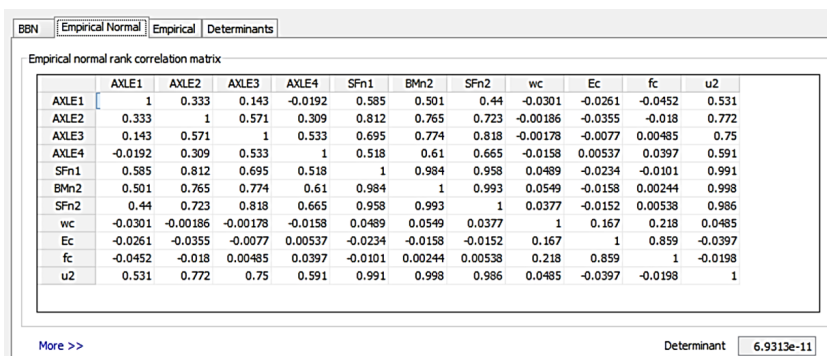 BBN Empirical Normal Empirical Determinants
Empirical normal rank correlation matrix
AXLE1 AXLE2 AXLE3 AXLE4 SFn1 BMn2 SFn2 wc Ec fc u2
AXLE1 1 0.333 0.143 -0.0192 0.585 0.501 0.44 -0.0301 -0.0261 -0.0452 0.531
AXLE2 0.333 1 0.571 0.309 0.812 0.765 0.723 -0.00186 -0.0355 -0.018 0.772
AXLE3 0.143 0.571 1 0.533 0.695 0.774 0.818 -0.00178 -0.0077 0.00485 0.75
AXLE4 -0.0192 0.309 0.533 1 0.518 0.61 0.665 -0.0158 0.00537 0.0397 0.591
SFn1 0.585 0.812 0.695 0.518 1 0.984 0.958 0.0489 -0.0234 -0.0101 0.991
BMn2 0.501 0.765 0.774 0.61 0.984 1 0.993 0.0549 -0.0158 0.00244 0.998
SFn2 0.44 0.723 0.818 0.665 0.958 0.993 1 0.0377 -0.0152 0.00538 0.986
wc -0.0301 -0.00186 -0.00178 -0.0158 0.0489 0.0549 0.0377 1 0.167 0.218 0.0485
Ec -0.0261 -0.0355 -0.0077 0.00537 -0.0234 -0.0158 -0.0152 0.167 1 0.859 -0.0397
fc -0.0452 -0.018 0.00485 0.0397 -0.0101 0.00244 0.00538 0.218 0.859 1 -0.0198
u2 0.531 0.772 0.75 0.591 0.991 0.998 0.986 0.0485 -0.0397 -0.0198 1
More >> Determinant 6.9313e-11